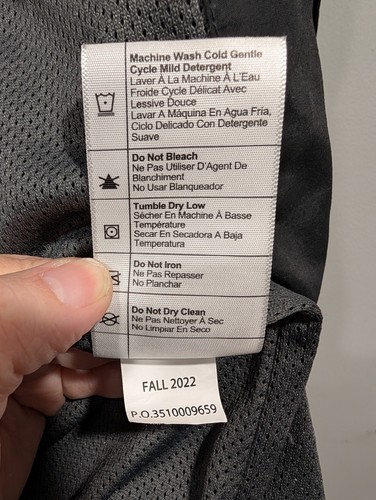 Machine Wash Cold Gentle
Cycle Mild Detergent
Laver À La Machine À L'Eau
Froide Cycle Délicat Avec
Lessive Douce
Lavar A Máquina En Agua Fría,
Ciclo Delicado Con Detergente
Suave
Do Not Bleach
Ne Pas Utiliser D'Agent De
Blanchiment
No Usar Blanqueador
Tumble Dry Low
Sécher En Machine À Basse
Température
Secar En Secadora A Baja
Temperatura
Do Not Iron
Ne Pas Repasser
No Planchar
Do Not Dry Clean
Ne Pas Nettoyer À Sec
No Limpiar En Seco
FALL 2022
P.O.3510009659